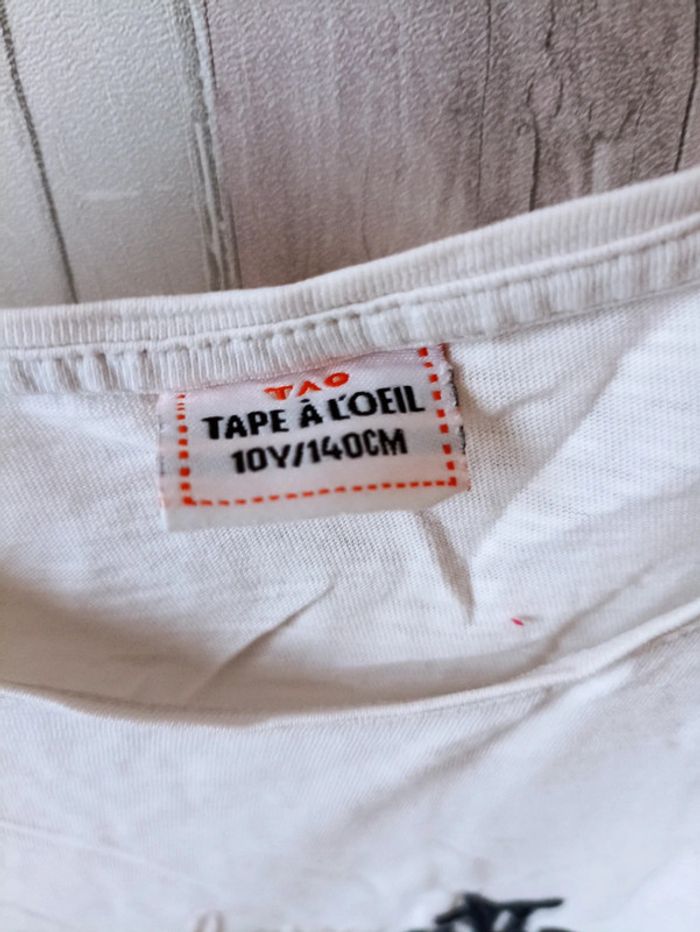 TAO
TAPE À L'OEIL
10Y/140CM